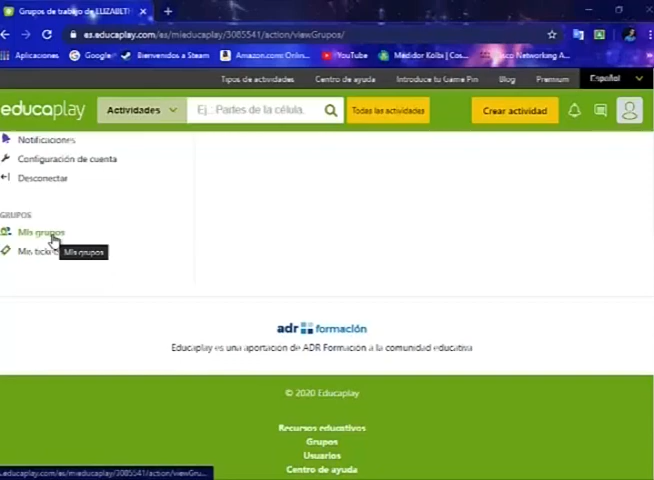 Grupos de trabajo de ELIZABETH
es.educaplay.com/es/mieducaplay/3085541/action/viewGrupos/
Aplicaciones Google Bienvenidos a Steam Amazon.com: Onlin... YouTube Medidor Kolbi | Cos... Networking A...
Tipos de actividades Centro de ayuda Introduce tu Game Pin Blog Premium Español
educaplay Actividades Ej.: Partes de la célula. Todas las actividades Crear actividad
Notificaciones
Configuración de cuenta
Desconectar
GRUPOS
Mis grupos
Mis
Mis grupos
adr formación
Educaplay es una aportación de ADR Formación a la comunidad educativa
© 2020 Educaplay
Recursos educativos
Grupos
Usuarios
Centro de ayuda
.educaplay.com/es/mieducaplay/3085541/action/viewGru...